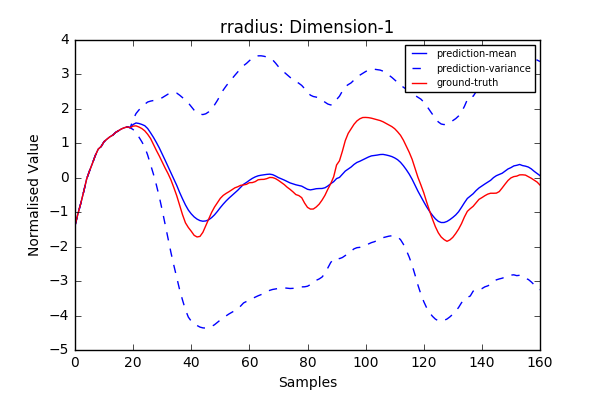 rradius: Dimension-1
4
3
2
1
0
−1
−2
−3
−4
−5
Normalised Value
prediction-mean
prediction-variance
ground-truth
0 20 40 60 80 100 120 140 160
Samples